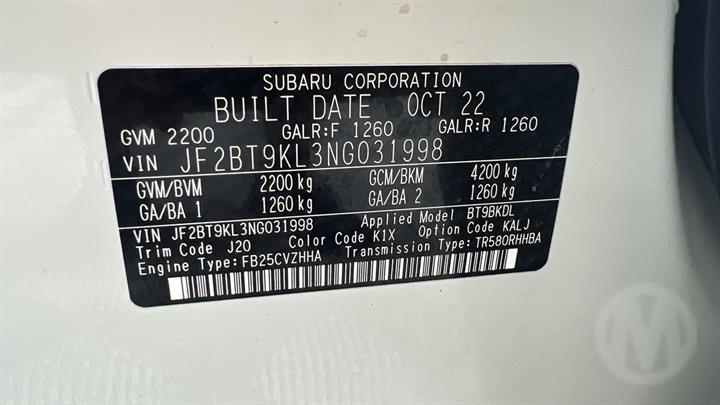 SUBARU CORPORATION
BUILT DATE OCT 22
GVM 2200 GALR:F 1260 GALR:R 1260
VIN JF2BT9KL3NG031998
GVM/BVM 2200 kg GCM/BKM 4200 kg
GA/BA 1 1260 kg GA/BA 2 1260 kg
VIN JF2BT9KL3NG031998 Applied Model BT9BKDL
Trim Code J20 Color Code K1X Option Code KALJ
Engine Type:FB25CVZHHA Transmission Type:TR580RHHBA
M